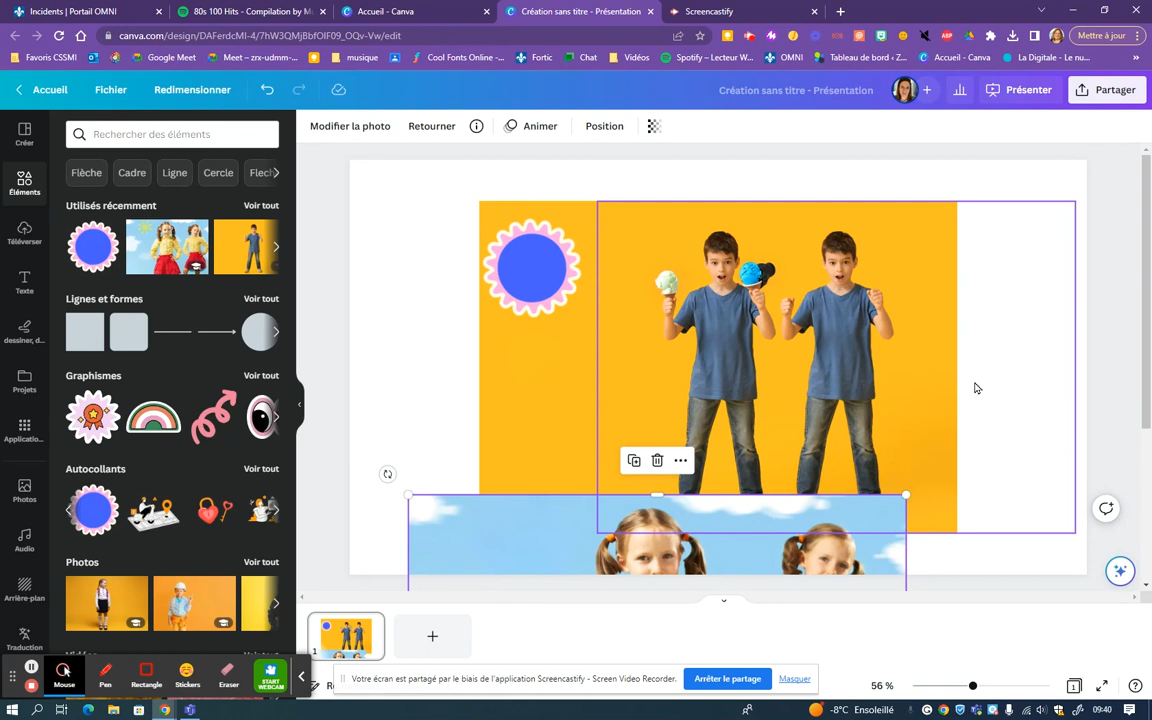 Incidents | Portail OMNI
80s 100 Hits - Compilation by M
Accueil - Canva
Création sans titre - Présentation
Screencastify
canva.com/design/DAFerdcMI-4/7hW3QMjBbfOIF09_OQv-Vw/edit
Mettre à jour
Favoris CSSMI
Google Meet
Meet – zrx-udmm-...
musique
Cool Fonts Online -...
Fortic
Chat
Vidéos
Spotify – Lecteur W...
OMNI
Tableau de bord ‹ Z...
Accueil - Canva
La Digitale - Le nu...
Accueil
Fichier
Redimensionner
Création sans titre - Présentation
Présenter
Partager
Créer
Éléments
Téléverser
Texte
dessiner, d...
Projets
Applicatio...
Photos
Audio
Arrière-plan
Traduction
Rechercher des éléments
Flèche
Cadre
Ligne
Cercle
Flecl
Utilisés récemment
Voir tout
Lignes et formes
Voir tout
Graphismes
Voir tout
Autocollants
Voir tout
Photos
Voir tout
Modifier la photo
Retourner
Animer
Position
1
Mouse
Pen
Rectangle
Stickers
Eraser
START
WEBCAM
Votre écran est partagé par le biais de l'application Screencastify - Screen Video Recorder.
Arrêter le partage
Masquer
56 %
1
-8°C Ensoleillé
09:40